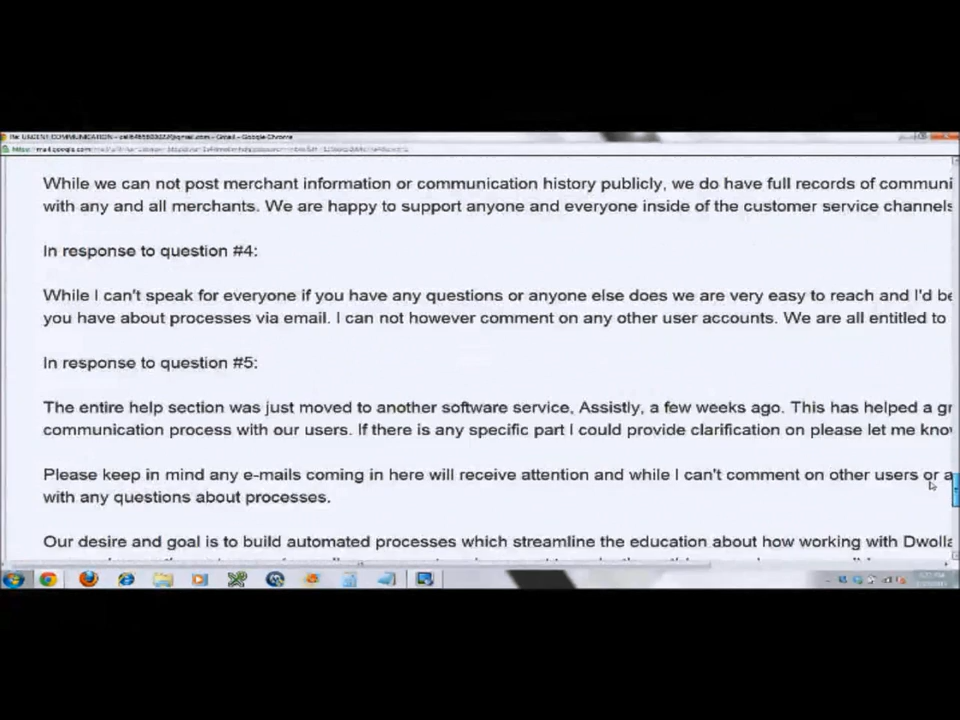 While we can not post merchant information or communication history publicly, we do have full records of communi
with any and all merchants. We are happy to support anyone and everyone inside of the customer service channels
In response to question #4:
While I can't speak for everyone if you have any questions or anyone else does we are very easy to reach and I'd be
you have about processes via email. I can not however comment on any other user accounts. We are all entitled to
In response to question #5:
The entire help section was just moved to another software service, Assistly, a few weeks ago. This has helped a gr
communication process with our users. If there is any specific part I could provide clarification on please let me kno
Please keep in mind any e-mails coming in here will receive attention and while I can't comment on other users or a
with any questions about processes.
Our desire and goal is to build automated processes which streamline the education about how working with Dwolla